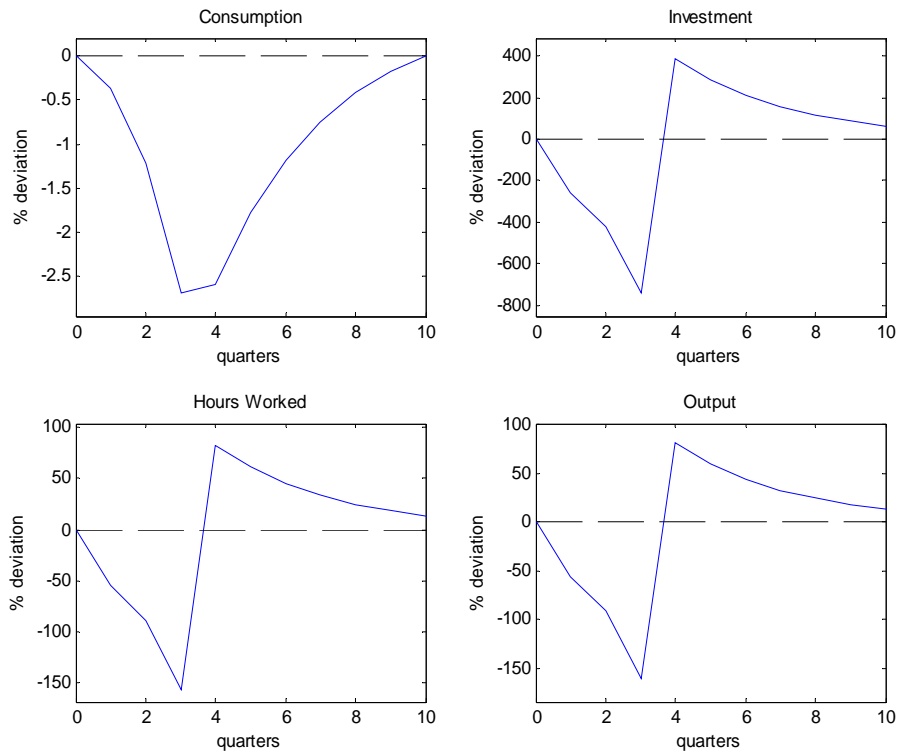 Consumption
% deviation
0
-0.5
-1
-1.5
-2
-2.5
0 2 4 6 8 10
quarters
Investment
% deviation
400
200
0
-200
-400
-600
-800
0 2 4 6 8 10
quarters
Hours Worked
% deviation
100
50
0
-50
-100
-150
0 2 4 6 8 10
quarters
Output
% deviation
100
50
0
-50
-100
-150
0 2 4 6 8 10
quarters